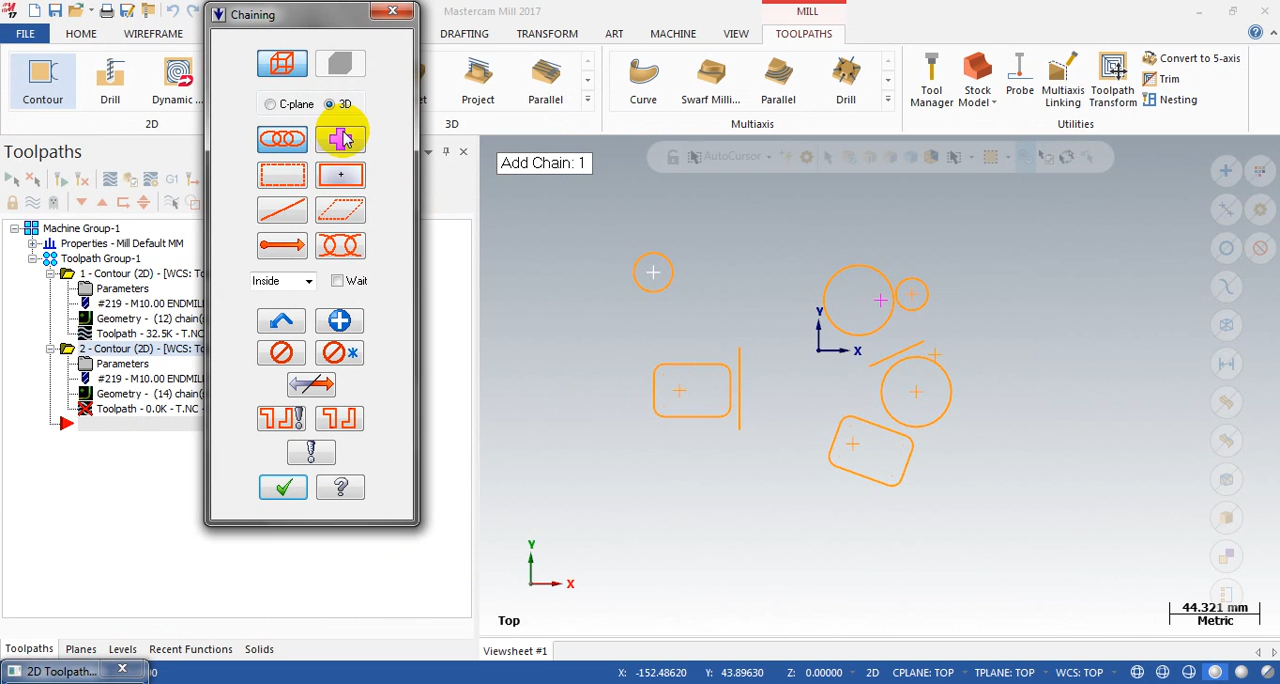 17
Chaining
Mastercam Mill 2017
MILL
FILE
HOME
WIREFRAME
DRAFTING
TRANSFORM
ART
MACHINE
VIEW
TOOLPATHS
Contour
Drill
Dynamic ...
2D
Project
Parallel
3D
Curve
Swarf Millin...
Parallel
Drill
Multiaxis
Tool Manager
Stock Model
Probe
Multiaxis Linking
Toolpath Transform
Convert to 5-axis
Trim
Nesting
Utilities
C-plane
3D
Inside
Wait
Toolpaths
G1
Machine Group-1
Properties - Mill Default MM
Toolpath Group-1
1 - Contour (2D) - [WCS: To
Parameters
#219 - M10.00 ENDMIL
Geometry - (12) chain(s
Toolpath - 32.5K - T.NC
2 - Contour (2D) - [WCS: To
Parameters
#219 - M10.00 ENDMIL
Geometry - (14) chain(s
Toolpath - 0.0K - T.NC
Add Chain: 1
AutoCursor
Y
X
Y
X
Top
44.321 mm
Metric
Toolpaths
Planes
Levels
Recent Functions
Solids
Viewsheet #1
2D Toolpath...
:00
X: -152.48620
Y: 43.89630
Z: 0.00000
2D
CPLANE: TOP
TPLANE: TOP
WCS: TOP